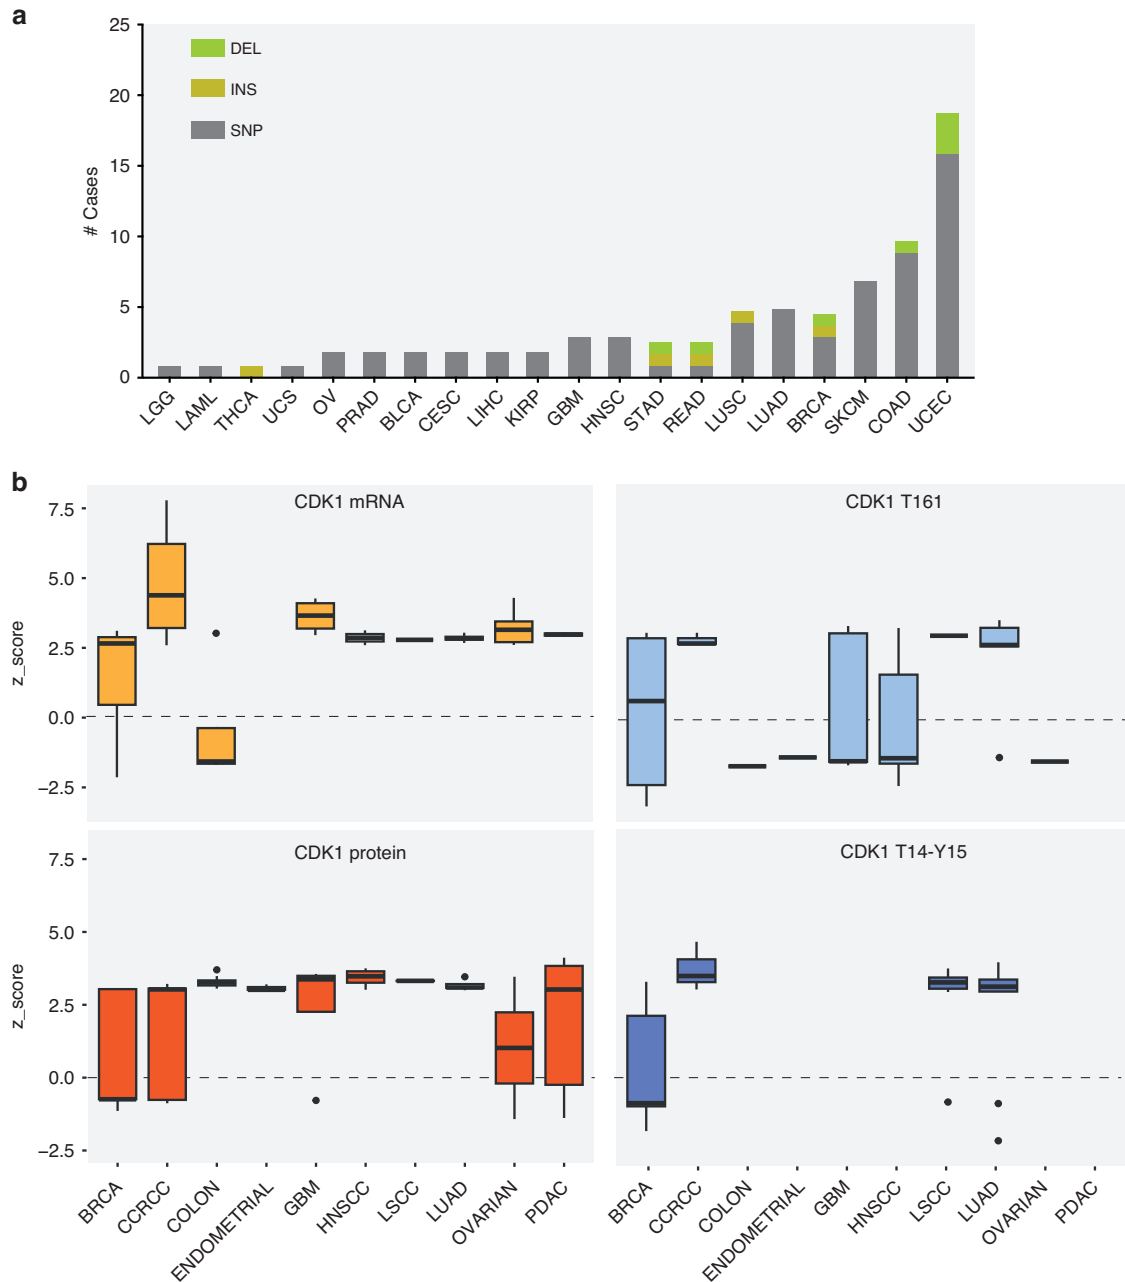 a
25
20
15
10
5
0
# Cases
DEL
INS
SNP
LGG
LAML
THCA
UCS
OV
PRAD
BLCA
CESC
LIHC
KIRP
GBM
HNSC
STAD
READ
LUSC
LUAD
BRCA
SKCM
COAD
UCEC
b
CDK1 mRNA
7.5
5.0
2.5
0.0
−2.5
z_score
CDK1 T161
CDK1 protein
7.5
5.0
2.5
0.0
−2.5
z_score
BRCA
CCRCC
COLON
ENDOMETRIAL
GBM
HNSCC
LSCC
LUAD
OVARIAN
PDAC
CDK1 T14-Y15
BRCA
CCRCC
COLON
ENDOMETRIAL
GBM
HNSCC
LSCC
LUAD
OVARIAN
PDAC